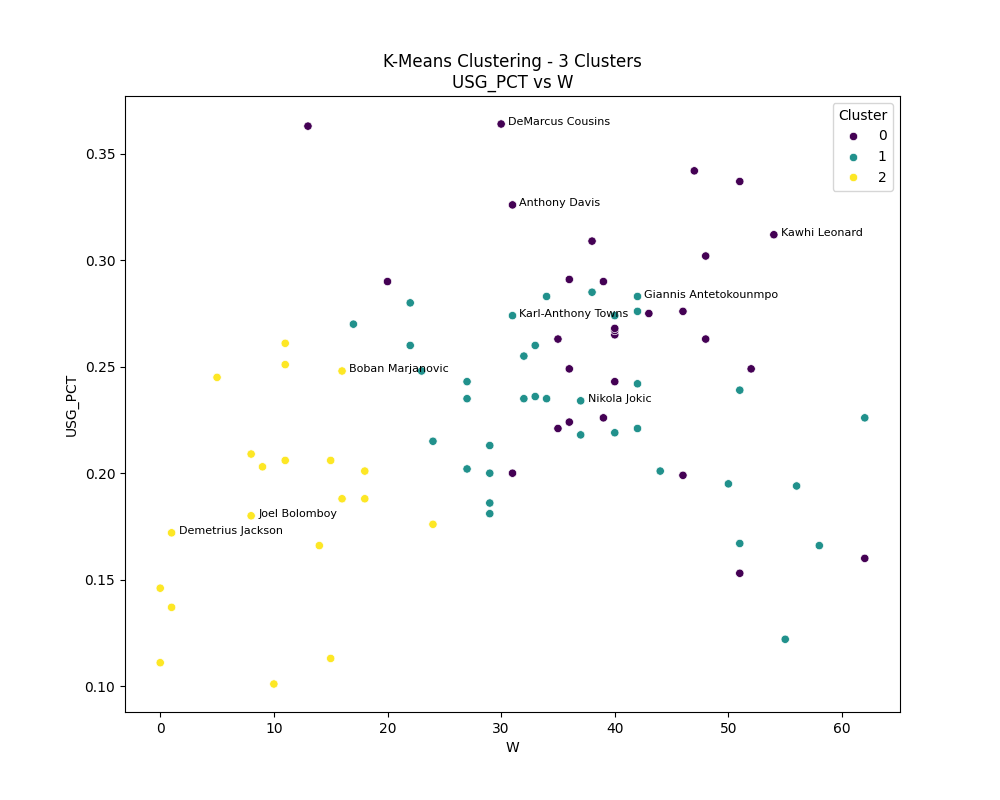 K-Means Clustering - 3 Clusters
USG_PCT vs W
Cluster
0
1
2
DeMarcus Cousins
Anthony Davis
Kawhi Leonard
Giannis Antetokounmpo
Karl-Anthony Towns
Boban Marjanovic
Nikola Jokic
Joel Bolomboy
Demetrius Jackson
USG_PCT
0.35
0.30
0.25
0.20
0.15
0.10
0 10 20 30 40 50 60
W